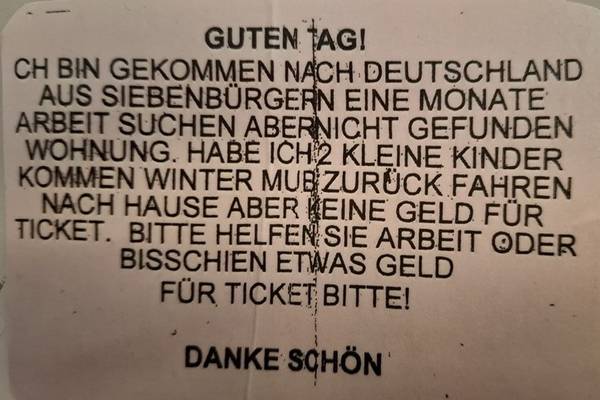 GUTEN TAG!
CH BIN GEKOMMEN NACH DEUTSCHLAND
AUS SIEBENBÜRGERN EINE MONATE
ARBEIT SUCHEN ABER NICHT GEFUNDEN
WOHNUNG. HABE ICH 2 KLEINE KINDER
KOMMEN WINTER MUß ZURÜCK FAHREN
NACH HAUSE ABER KEINE GELD FÜR
TICKET. BITTE HELFEN SIE ARBEIT ODER
BISSCHIEN ETWAS GELD
FÜR TICKET BITTE!
DANKE SCHÖN